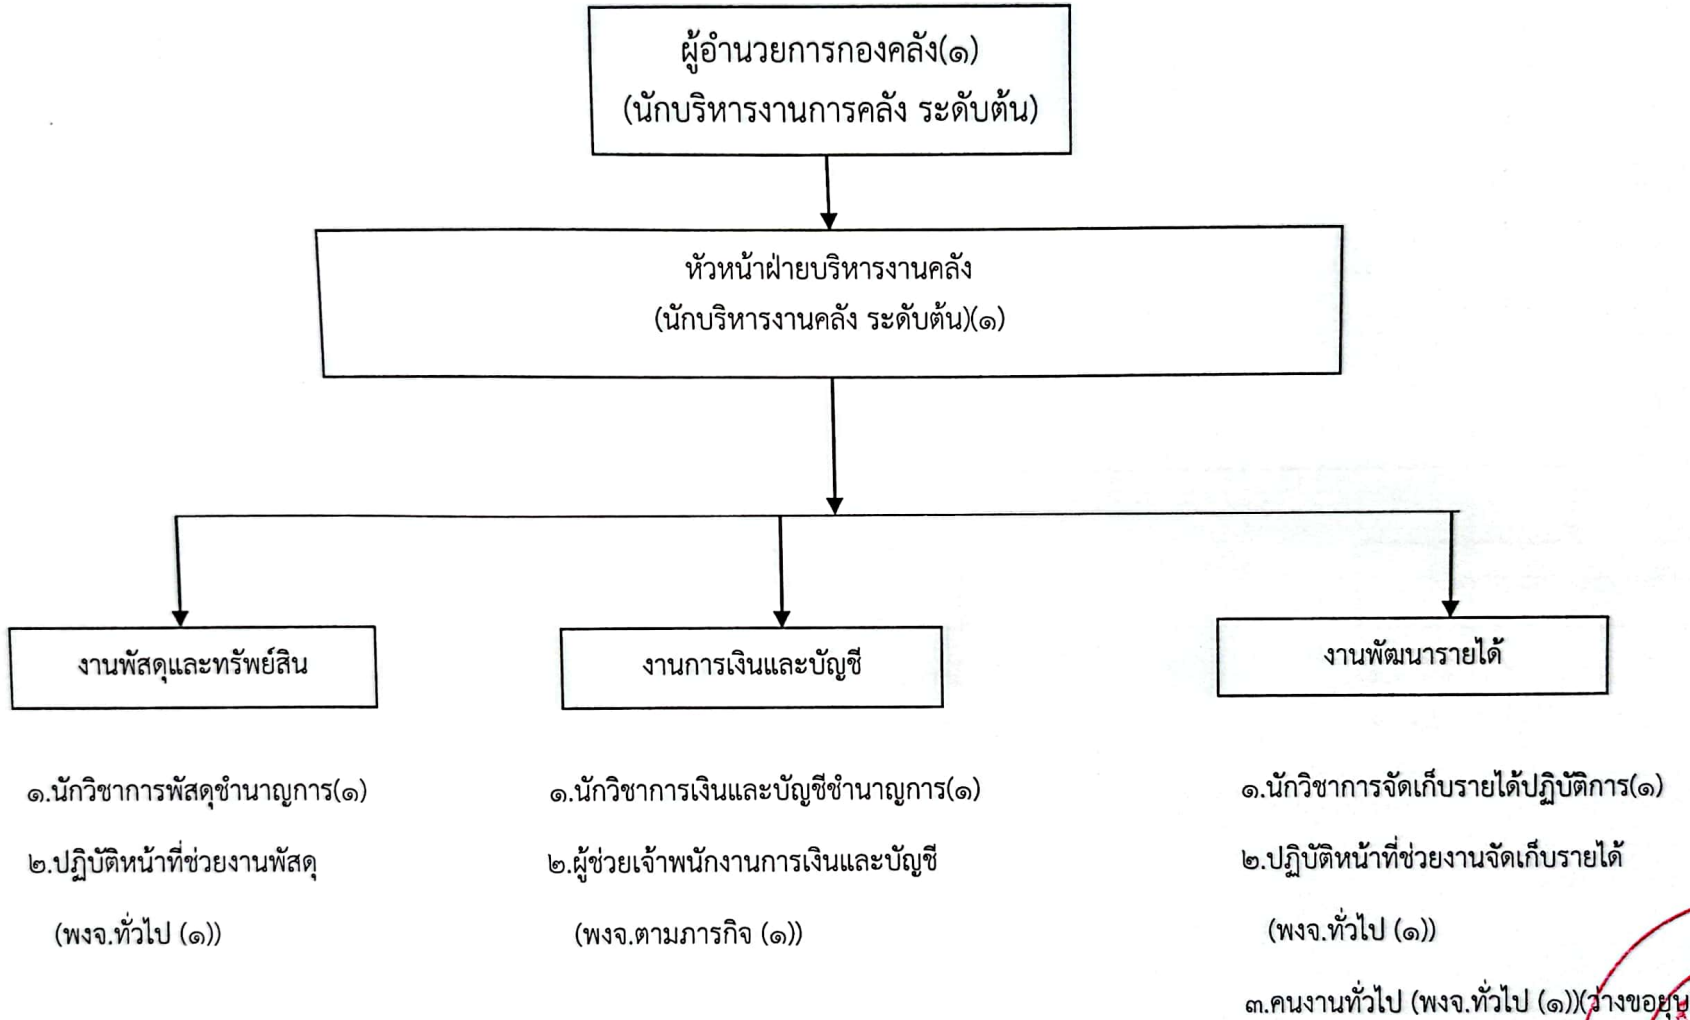 ผู้อำนวยการกองคลัง(๑)
(นักบริหารงานการคลัง ระดับต้น)
หัวหน้าฝ่ายบริหารงานคลัง
(นักบริหารงานคลัง ระดับต้น)(๑)
งานพัสดุและทรัพย์สิน
งานการเงินและบัญชี
งานพัฒนารายได้
๑.นักวิชาการพัสดุชำนาญการ(๑)
๒.ปฏิบัติหน้าที่ช่วยงานพัสดุ
(พงจ.ทั่วไป (๑))
๑.นักวิชาการเงินและบัญชีชำนาญการ(๑)
๒.ผู้ช่วยเจ้าพนักงานการเงินและบัญชี
(พงจ.ตามภารกิจ (๑))
๑.นักวิชาการจัดเก็บรายได้ปฏิบัติการ(๑)
๒.ปฏิบัติหน้าที่ช่วยงานจัดเก็บรายได้
(พงจ.ทั่วไป (๑))
๓.คนงานทั่วไป (พงจ.ทั่วไป (๑))(ว่างขอยุบ